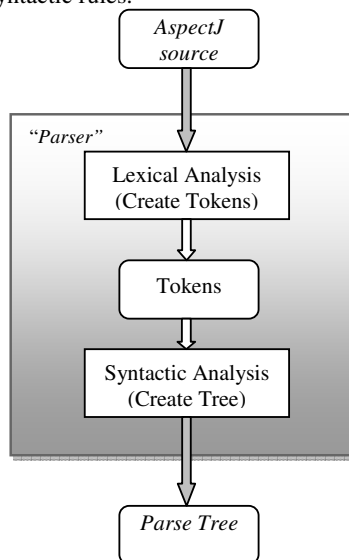 syntactic rules.
AspectJ
source
“Parser”
Lexical Analysis
(Create Tokens)
Tokens
Syntactic Analysis
(Create Tree)
Parse Tree